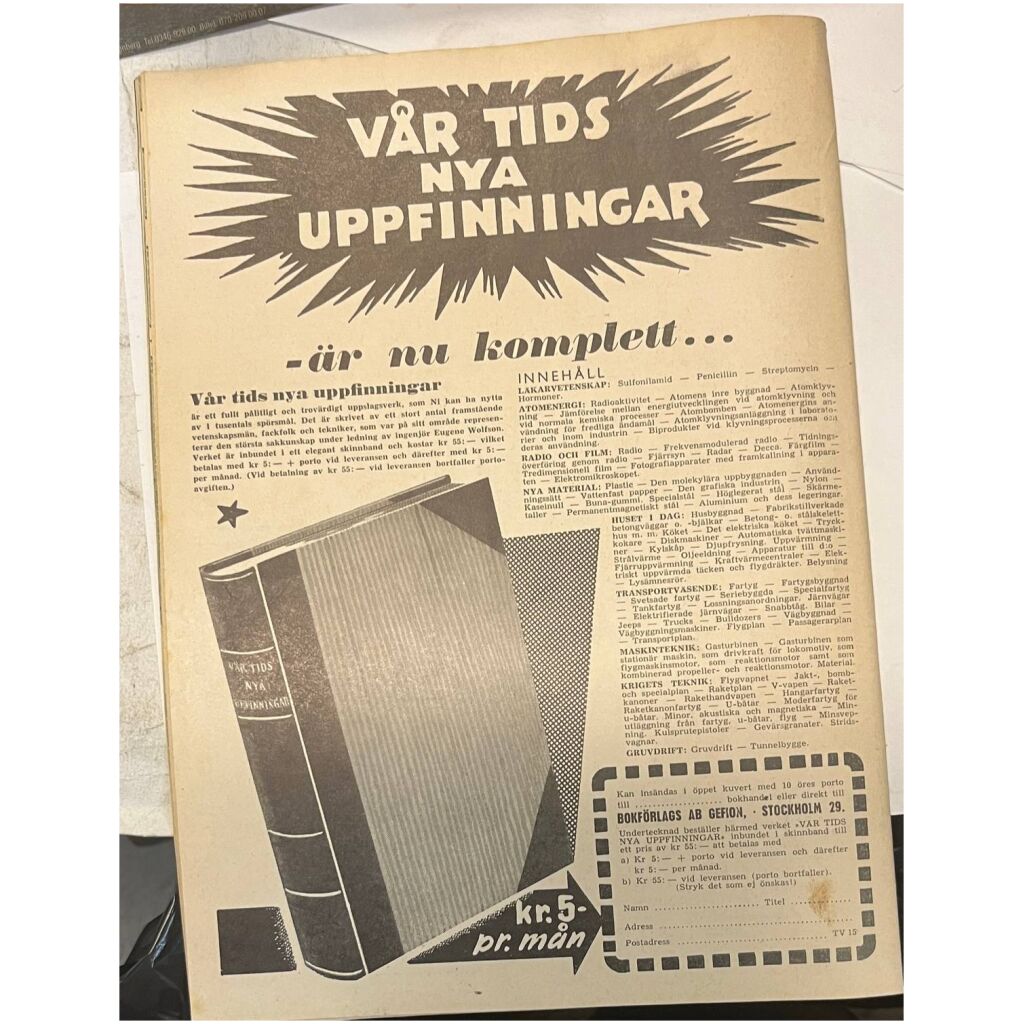 Tel.0346-829 00 Biltel. 070-209 00 07
VÅR TIDS
NYA
UPPFINNINGAR
-är nu komplett...
Vår tids nya uppfinningar
är ett fullt pålitligt och trovärdigt uppslagsverk, som Ni kan ha nytta
av i tusentals spörsmål. Det är skrivet av ett stort antal framstående
vetenskapsmän, fackfolk och tekniker, som var på sitt område represen-
terar den största sakkunskap under ledning av ingenjör Eugene Wolfson.
Verket är inbundet i ett elegant skinnband och kostar kr 55: — vilket
betalas med kr 5: — + porto vid leveransen och därefter med kr 5: —
per månad. (Vid betalning av kr 55: — vid leveransen bortfaller porto-
avgiften.)
INNEHÅLL
LÄKARVETENSKAP: Sulfonilamid — Penicillin — Streptomycin —
Hormoner.
ATOMENERGI: Radioaktivitet — Atomens inre byggnad — Atomklyv-
ning — Jämförelse mellan energiutvecklingen vid atomklyvning och
vid normala kemiska processer — Atombomben — Atomenergins an-
vändning för fredliga ändamål — Atomklyvningsanläggning i laborato-
rier och inom industrin — Biprodukter vid klyvningsprocesserna och
deras användning.
RADIO OCH FILM: Radio — Frekvensmodulerad radio — Tidnings-
överföring genom radio — Fjärrsyn — Radar — Decca. Färgfilm —
Tredimensionell film — Fotografiapparater med framkallning i appara-
ten — Elektromikroskopet.
NYA MATERIAL: Plastic — Den molekylära uppbyggnaden — Använd-
ningssätt — Vattenfast papper — Den grafiska industrin — Nylon —
Kaseinull — Buna-gummi. Specialstål — Höglegerat stål — Skärme-
taller — Permanentmagnetiskt stål — Aluminium och dess legeringar.
HUSET I DAG: Husbyggnad — Fabrikstillverkade
betongväggar o. -bjälkar — Betong- o. stålskelett-
hus m. m. Köket — Det elektriska köket — Tryck-
kokare — Diskmaskiner — Automatiska tvättmaski-
ner — Kylskåp — Djupfrysning. Uppvärmning —
Strålvärme — Oljeeldning — Apparatur till d:o —
Fjärruppvärmning — Kraftvärmecentraler — Elek-
triskt uppvärmda täcken och flygdräkter. Belysning
— Lysämnesrör.
TRANSPORTVÄSENDE: Fartyg — Fartygsbyggnad
— Svetsade fartyg — Seriebyggda — Specialfartyg
— Tankfartyg — Lossningsanordningar. Järnvägar
— Elektrifierade järnvägar — Snabbtåg. Bilar —
Jeeps — Trucks — Bulldozers — Vägbyggnad —
Vägbyggningsmaskiner. Flygplan — Passagerarplan
— Transportplan.
MASKINTEKNIK: Gasturbinen — Gasturbinen som
stationär maskin, som drivkraft för lokomotiv, som
flygmaskinsmotor, som reaktionsmotor samt som
kombinerad propeller- och reaktionsmotor. Material.
KRIGETS TEKNIK: Flygvapnet — Jakt-, bomb-
och specialplan — Raketplan — V-vapen — Raket-
kanoner — Rakethandvapen — Hangarfartyg —
Raketkanonfartyg — U-båtar — Moderfartyg för
u-båtar. Minor, akustiska och magnetiska — Min-
utläggning från fartyg, u-båtar, flyg — Minsvep-
ning. Kulsprutepistoler — Gevärsgranater. Strids-
vagnar.
GRUVDRIFT: Gruvdrift — Tunnelbygge.
VÅR TIDS
NYA
UPPFINNINGAR
kr. 5-
pr. mån
Kan insändas i öppet kuvert med 10 öres porto
till .................... bokhandel eller direkt till
BOKFÖRLAGS AB GEFION, · STOCKHOLM 29.
Undertecknad beställer härmed verket »VÅR TIDS
NYA UPPFINNINGAR» inbundet i skinnband till
ett pris av kr 55: — att betalas med
a) Kr 5: — + porto vid leveransen och därefter
kr 5: — per månad.
b) Kr 55: — vid leveransen (porto bortfaller).
(Stryk det som ej önskas!)
Namn ........................ Titel ..............
Adress ............................................
Postadress ................................... TV 15